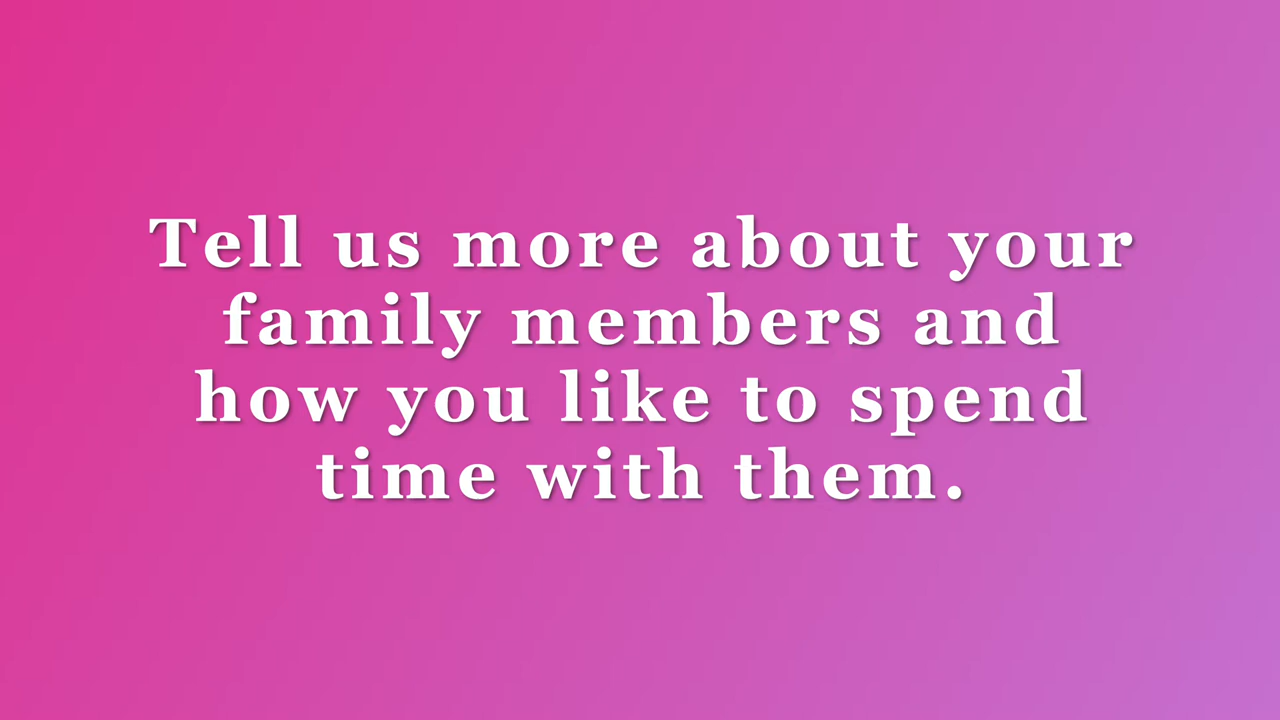 Tell us more about your
family members and
how you like to spend
time with them.